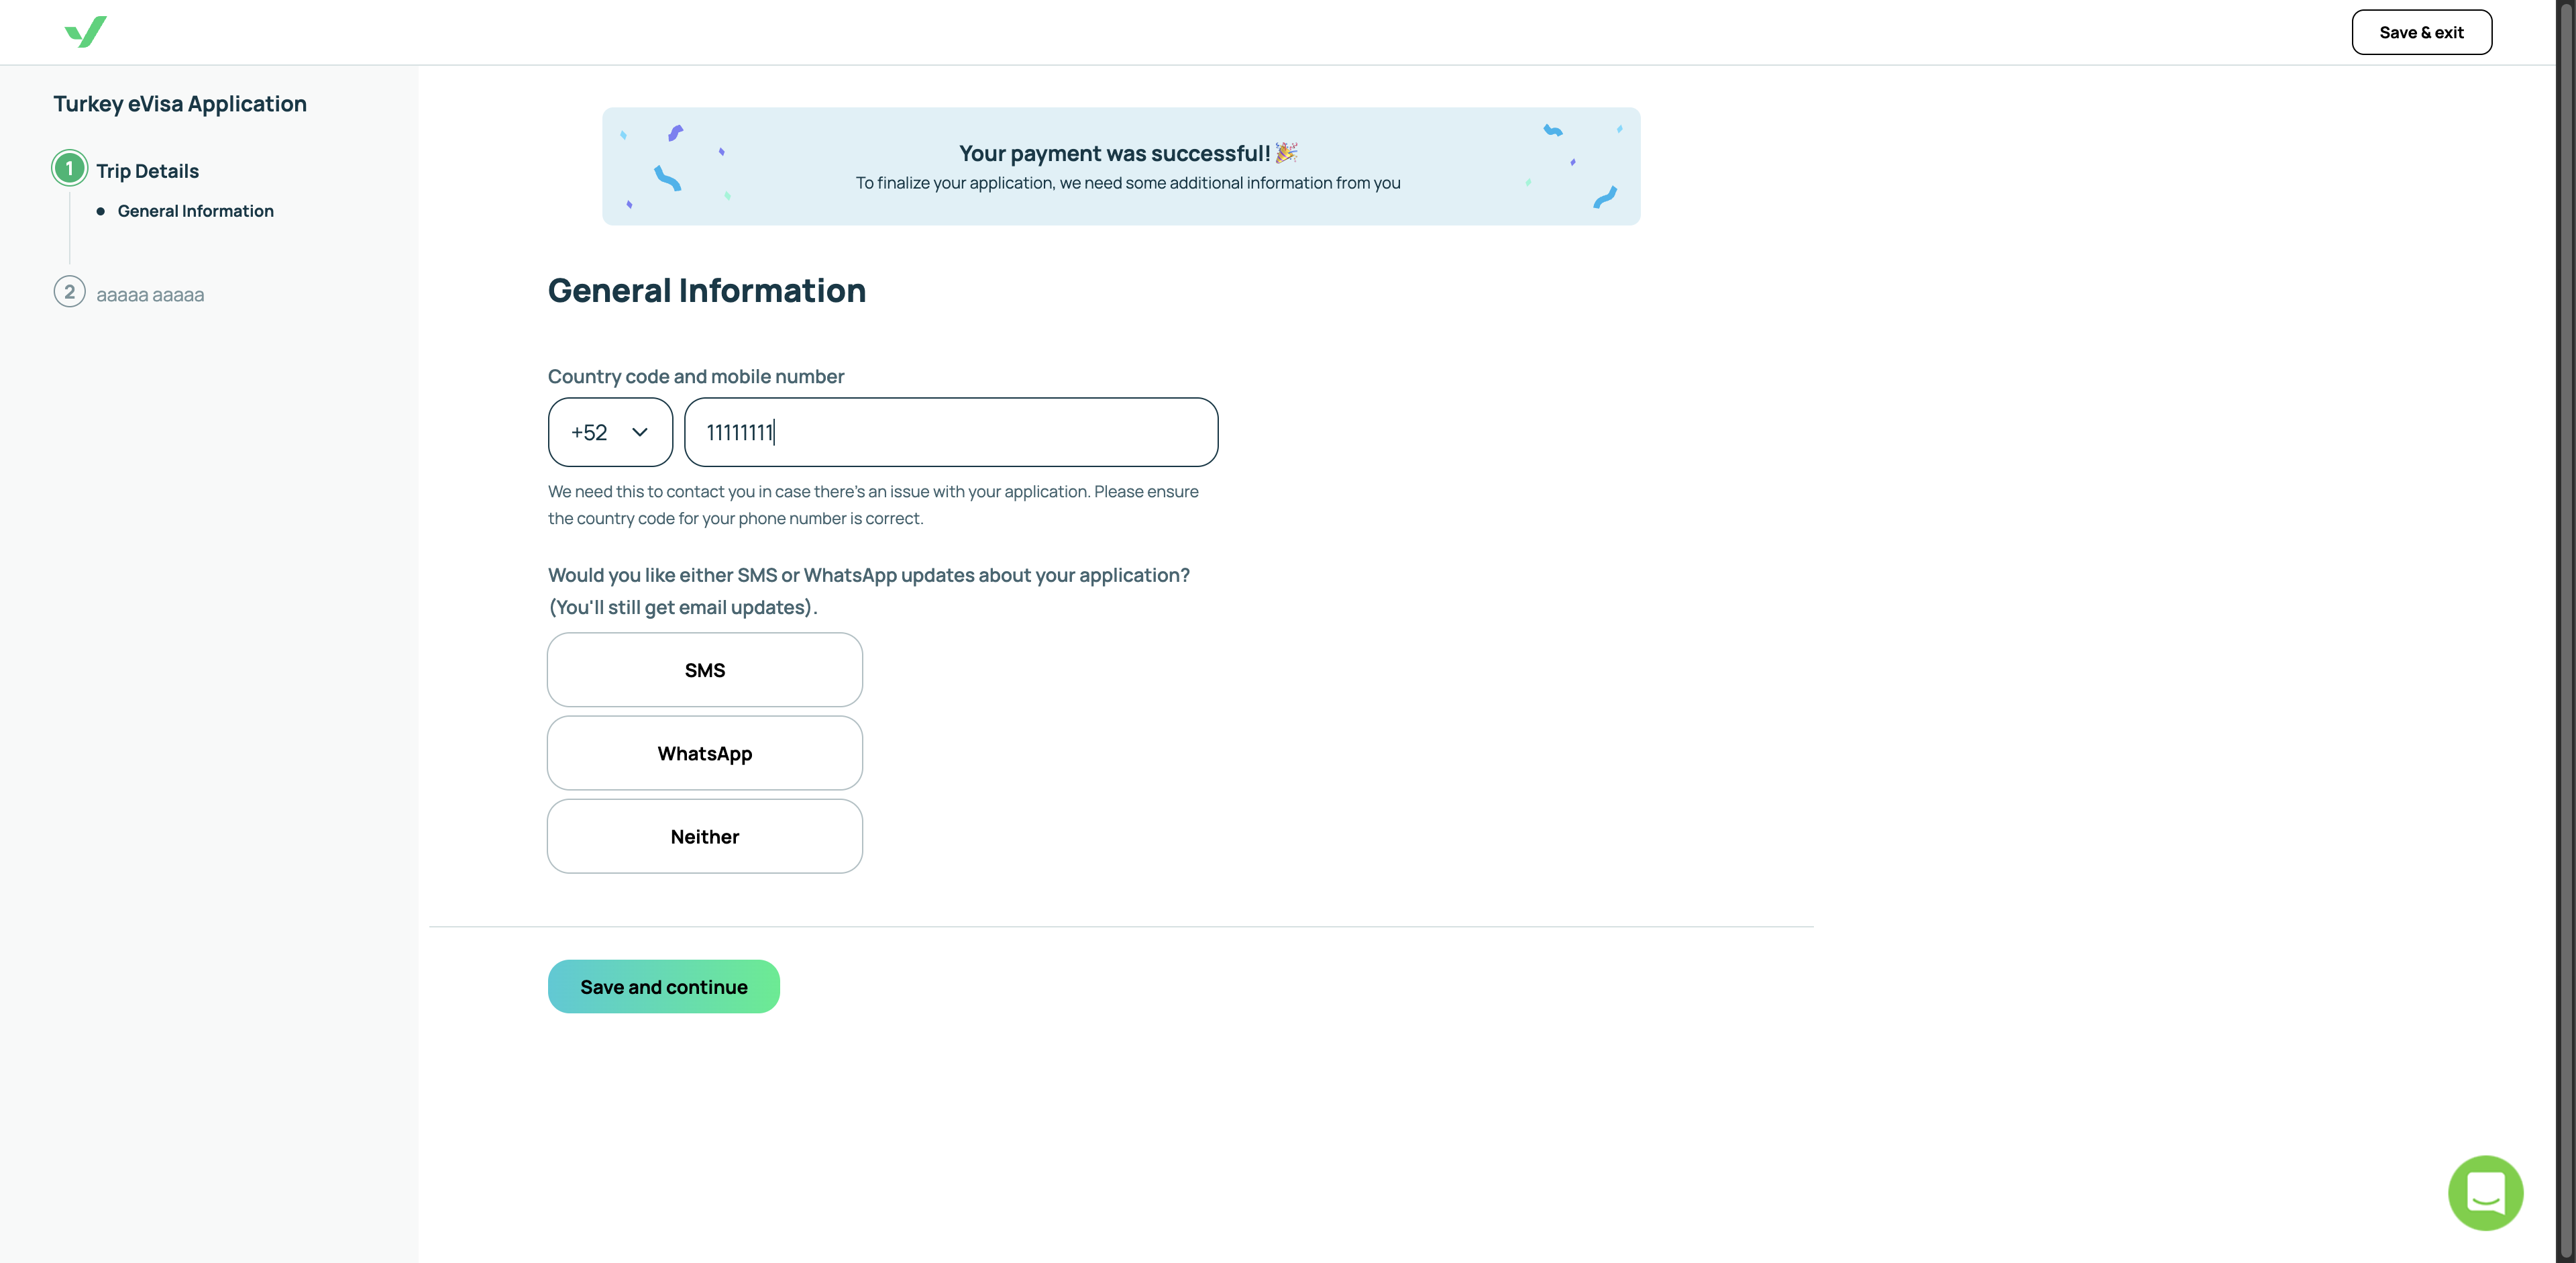 Save & exit
Turkey eVisa Application
1 Trip Details
General Information
2 aaaaa aaaaa
Your payment was successful! 🎉
To finalize your application, we need some additional information from you
General Information
Country code and mobile number
+52 11111111
We need this to contact you in case there's an issue with your application. Please ensure
the country code for your phone number is correct.
Would you like either SMS or WhatsApp updates about your application?
(You'll still get email updates).
SMS
WhatsApp
Neither
Save and continue